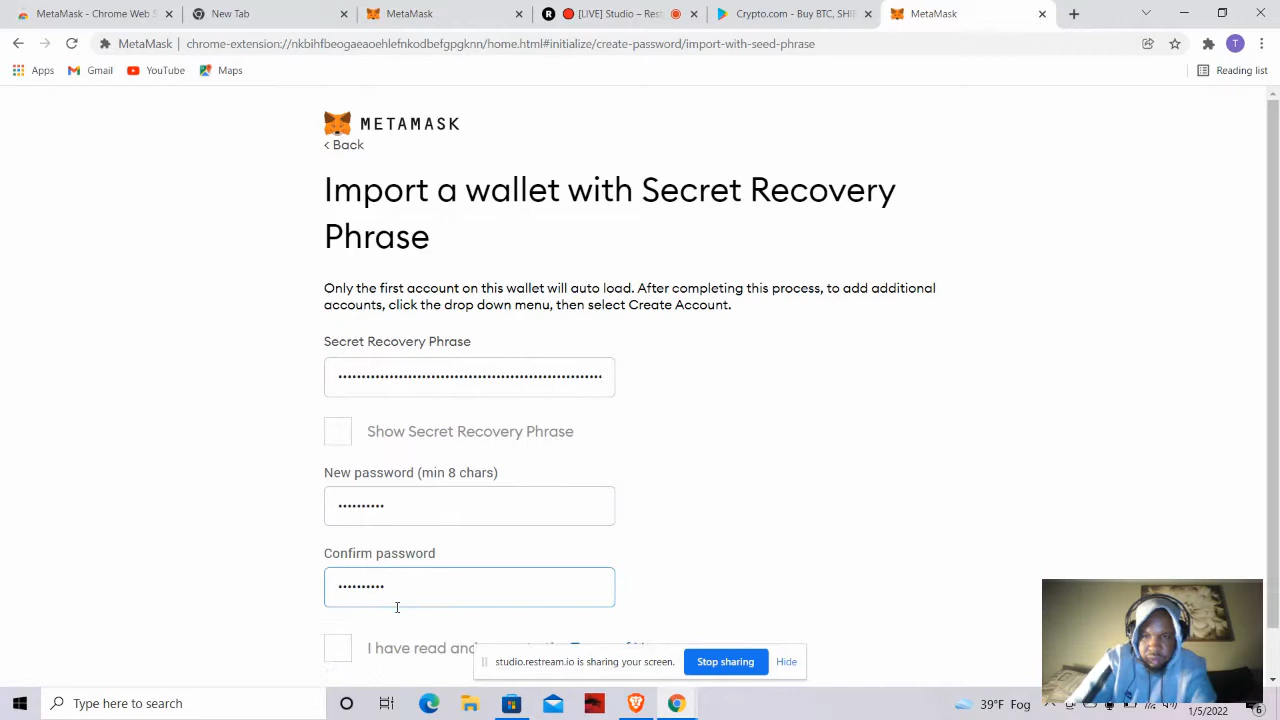 MetaMask - Chrome Web S
New Tab
MetaMask
[LIVE] Studio – Rest
Crypto.com - Buy BTC, SHIB
MetaMask
MetaMask
chrome-extension://nkbihfbeogaeaoehlefnkodbefgpgknn/home.html#initialize/create-password/import-with-seed-phrase
T
Apps
Gmail
YouTube
Maps
Reading list
METAMASK
< Back
Import a wallet with Secret Recovery
Phrase
Only the first account on this wallet will auto load. After completing this process, to add additional
accounts, click the drop down menu, then select Create Account.
Secret Recovery Phrase
Show Secret Recovery Phrase
New password (min 8 chars)
Confirm password
I have read and
studio.restream.io is sharing your screen.
Stop sharing
Hide
Type here to search
39°F Fog
1/5/2022
6